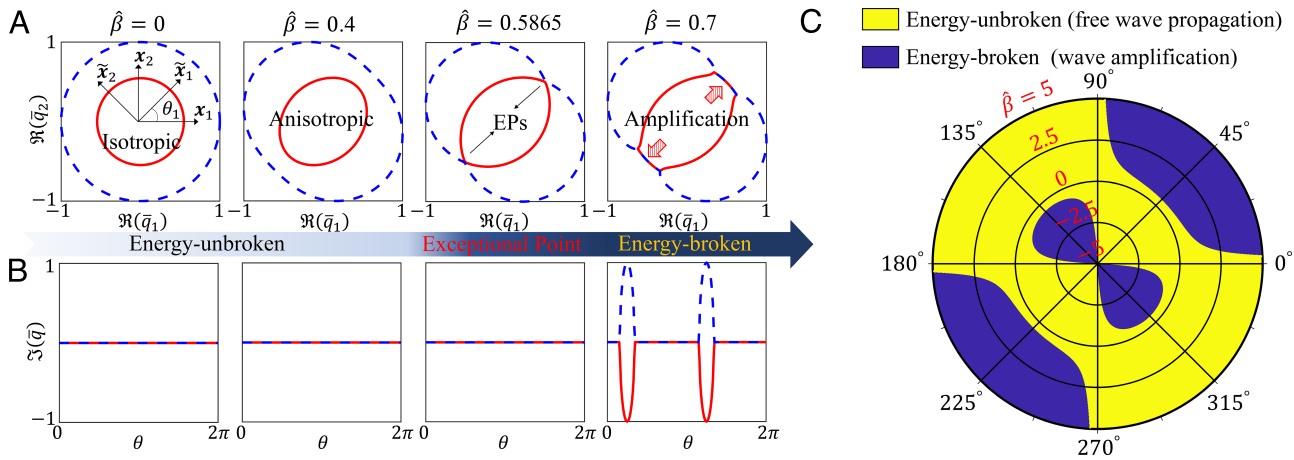 A
β̂ = 0
β̂ = 0.4
β̂ = 0.5865
β̂ = 0.7
1
ℜ(q̄₂)
−1
x̃₂
x₂
x̃₁
θ₁
x₁
Isotropic
Anisotropic
EPs
Amplification
−1 ℜ(q̄₁) 1
−1 ℜ(q̄₁) 1
−1 ℜ(q̄₁) 1
−1 ℜ(q̄₁) 1
Energy-unbroken
Exceptional Point
Energy-broken
B
1
ℑ(q̄)
−1
0 θ 2π
0 θ 2π
0 θ 2π
0 θ 2π
C
Energy-unbroken (free wave propagation)
Energy-broken (wave amplification)
90°
β̂ = 5
135°
45°
2.5
0
−2.5
−5
180°
0°
225°
315°
270°